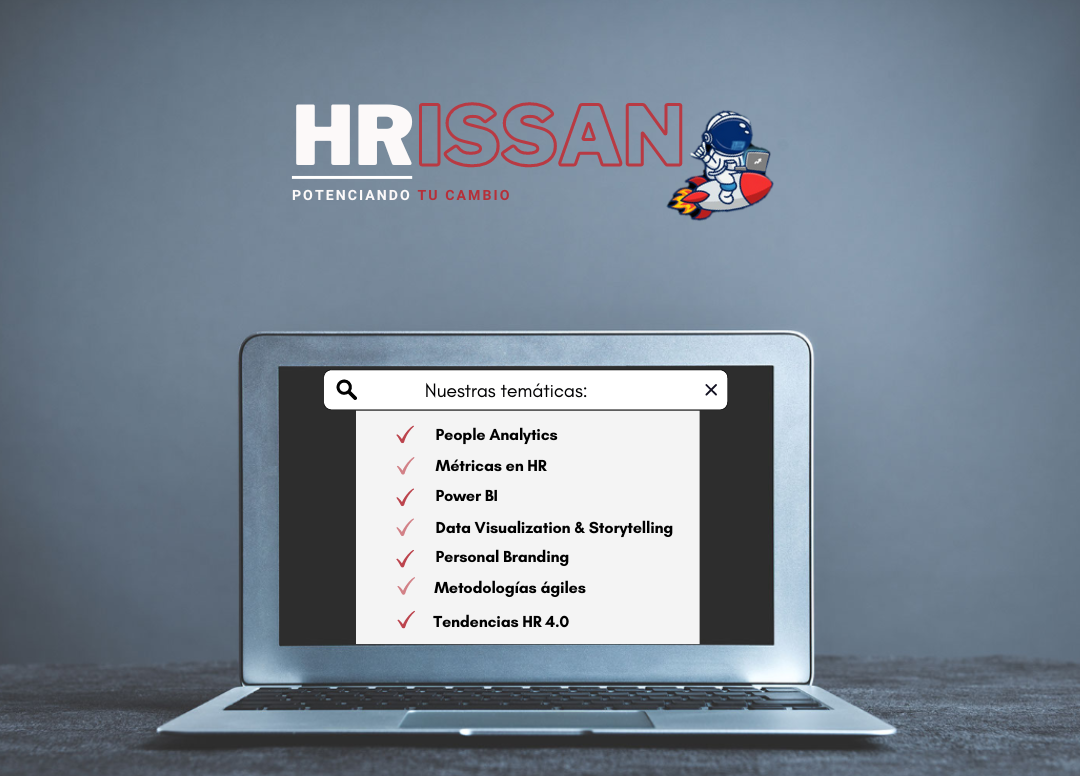 HRISSAN
POTENCIANDO TU CAMBIO
Nuestras temáticas:
People Analytics
Métricas en HR
Power BI
Data Visualization & Storytelling
Personal Branding
Metodologías ágiles
Tendencias HR 4.0